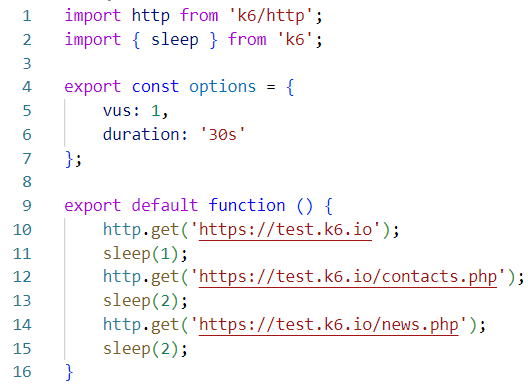 1 import http from 'k6/http';
2 import { sleep } from 'k6';
3
4 export const options = {
5     vus: 1,
6     duration: '30s'
7 };
8
9 export default function () {
10     http.get('https://test.k6.io');
11     sleep(1);
12     http.get('https://test.k6.io/contacts.php');
13     sleep(2);
14     http.get('https://test.k6.io/news.php');
15     sleep(2);
16 }